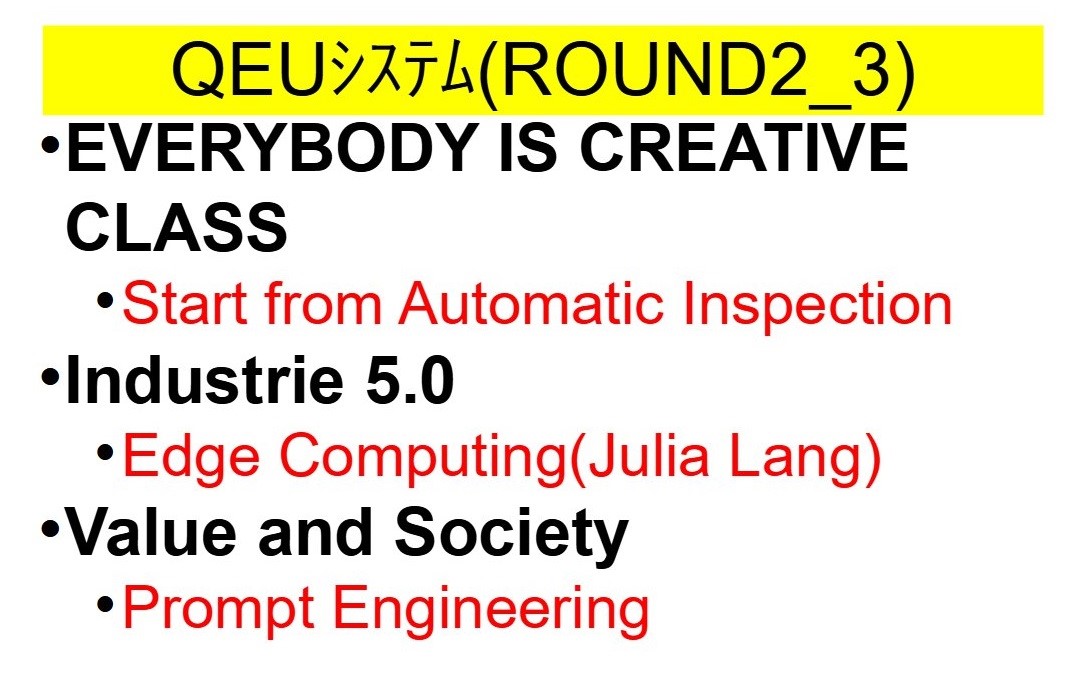 QEUｼｽﾃﾑ(ROUND2_3)
•EVERYBODY IS CREATIVE
CLASS
•Start from Automatic Inspection
•Industrie 5.0
•Edge Computing(Julia Lang)
•Value and Society
•Prompt Engineering